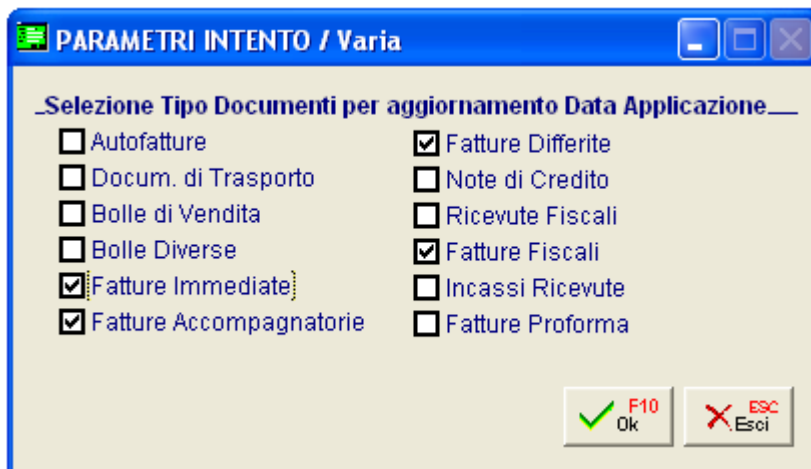 PARAMETRI INTENTO / Varia
Selezione Tipo Documenti per aggiornamento Data Applicazione
Autofatture
Docum. di Trasporto
Bolle di Vendita
Bolle Diverse
Fatture Immediate
Fatture Accompagnatorie
Fatture Differite
Note di Credito
Ricevute Fiscali
Fatture Fiscali
Incassi Ricevute
Fatture Proforma
F10
Ok
ESC
Esci